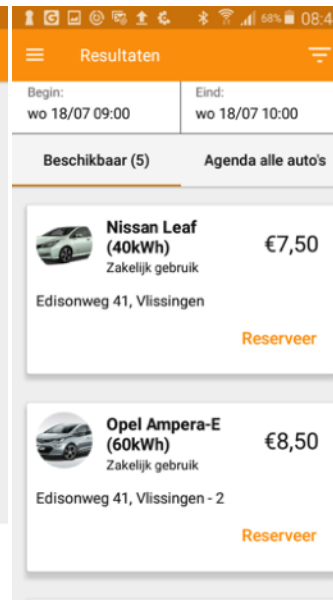 68% 08:4
Resultaten
Begin:
wo 18/07 09:00
Eind:
wo 18/07 10:00
Beschikbaar (5)
Agenda alle auto's
Nissan Leaf
(40kWh)
€7,50
Zakelijk gebruik
Edisonweg 41, Vlissingen
Reserveer
Opel Ampera-E
(60kWh)
€8,50
Zakelijk gebruik
Edisonweg 41, Vlissingen - 2
Reserveer